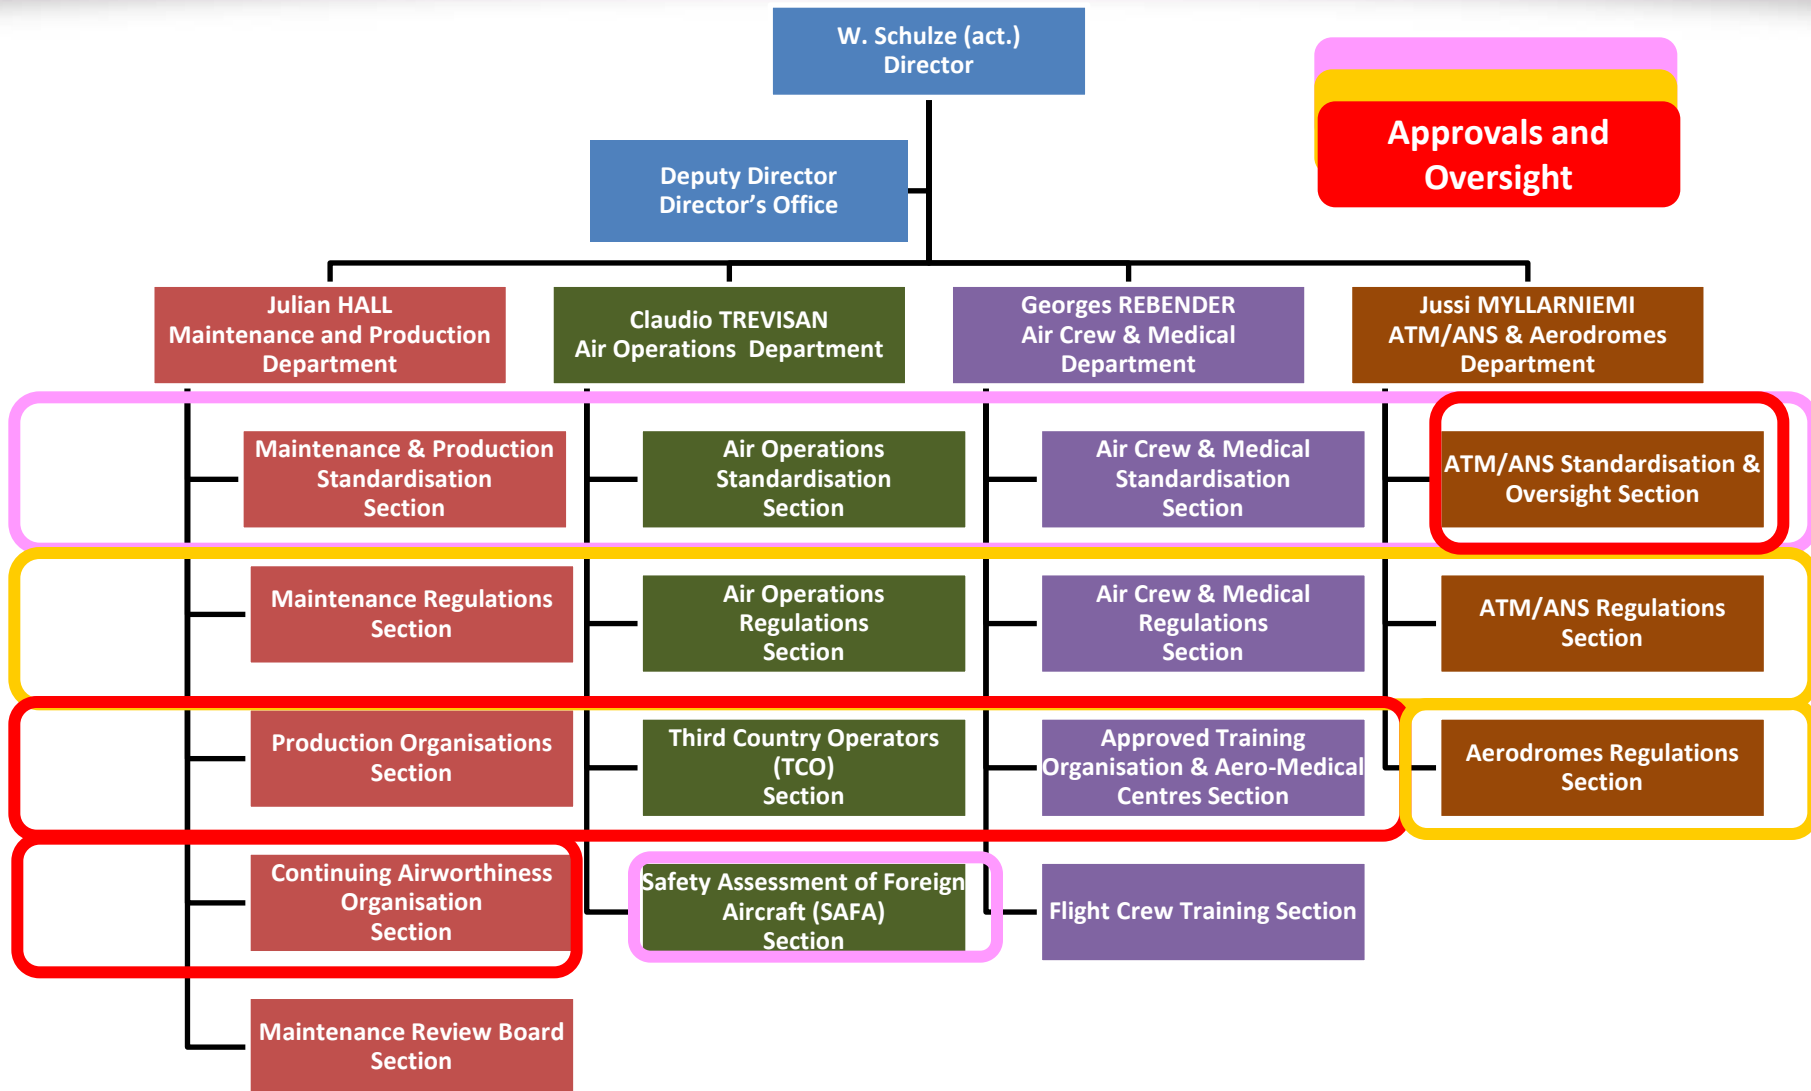 W. Schulze (act.)
Director
Approvals and
Oversight
Deputy Director
Director's Office
Julian HALL
Maintenance and Production
Department
Claudio TREVISAN
Air Operations Department
Georges REBENDER
Air Crew & Medical
Department
Jussi MYLLARNIEMI
ATM/ANS & Aerodromes
Department
Maintenance & Production
Standardisation
Section
Air Operations
Standardisation
Section
Air Crew & Medical
Standardisation
Section
ATM/ANS Standardisation &
Oversight Section
Maintenance Regulations
Section
Air Operations
Regulations
Section
Air Crew & Medical
Regulations
Section
ATM/ANS Regulations
Section
Production Organisations
Section
Third Country Operators
(TCO)
Section
Approved Training
Organisation & Aero-Medical
Centres Section
Aerodromes Regulations
Section
Continuing Airworthiness
Organisation
Section
Safety Assessment of Foreign
Aircraft (SAFA)
Section
Flight Crew Training Section
Maintenance Review Board
Section